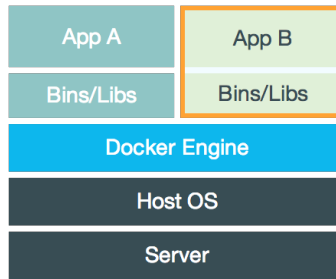 App A
App B
Bins/Libs
Bins/Libs
Docker Engine
Host OS
Server